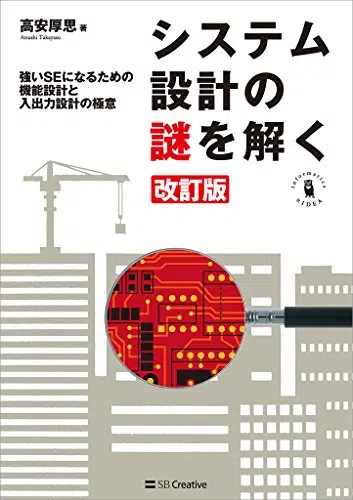 高安厚思 著
Atsushi Takayasu
強いSEになるための
機能設計と
入出力設計の極意
システム
設計の
謎を解く
改訂版
informatics
&IDEA
SB Creative